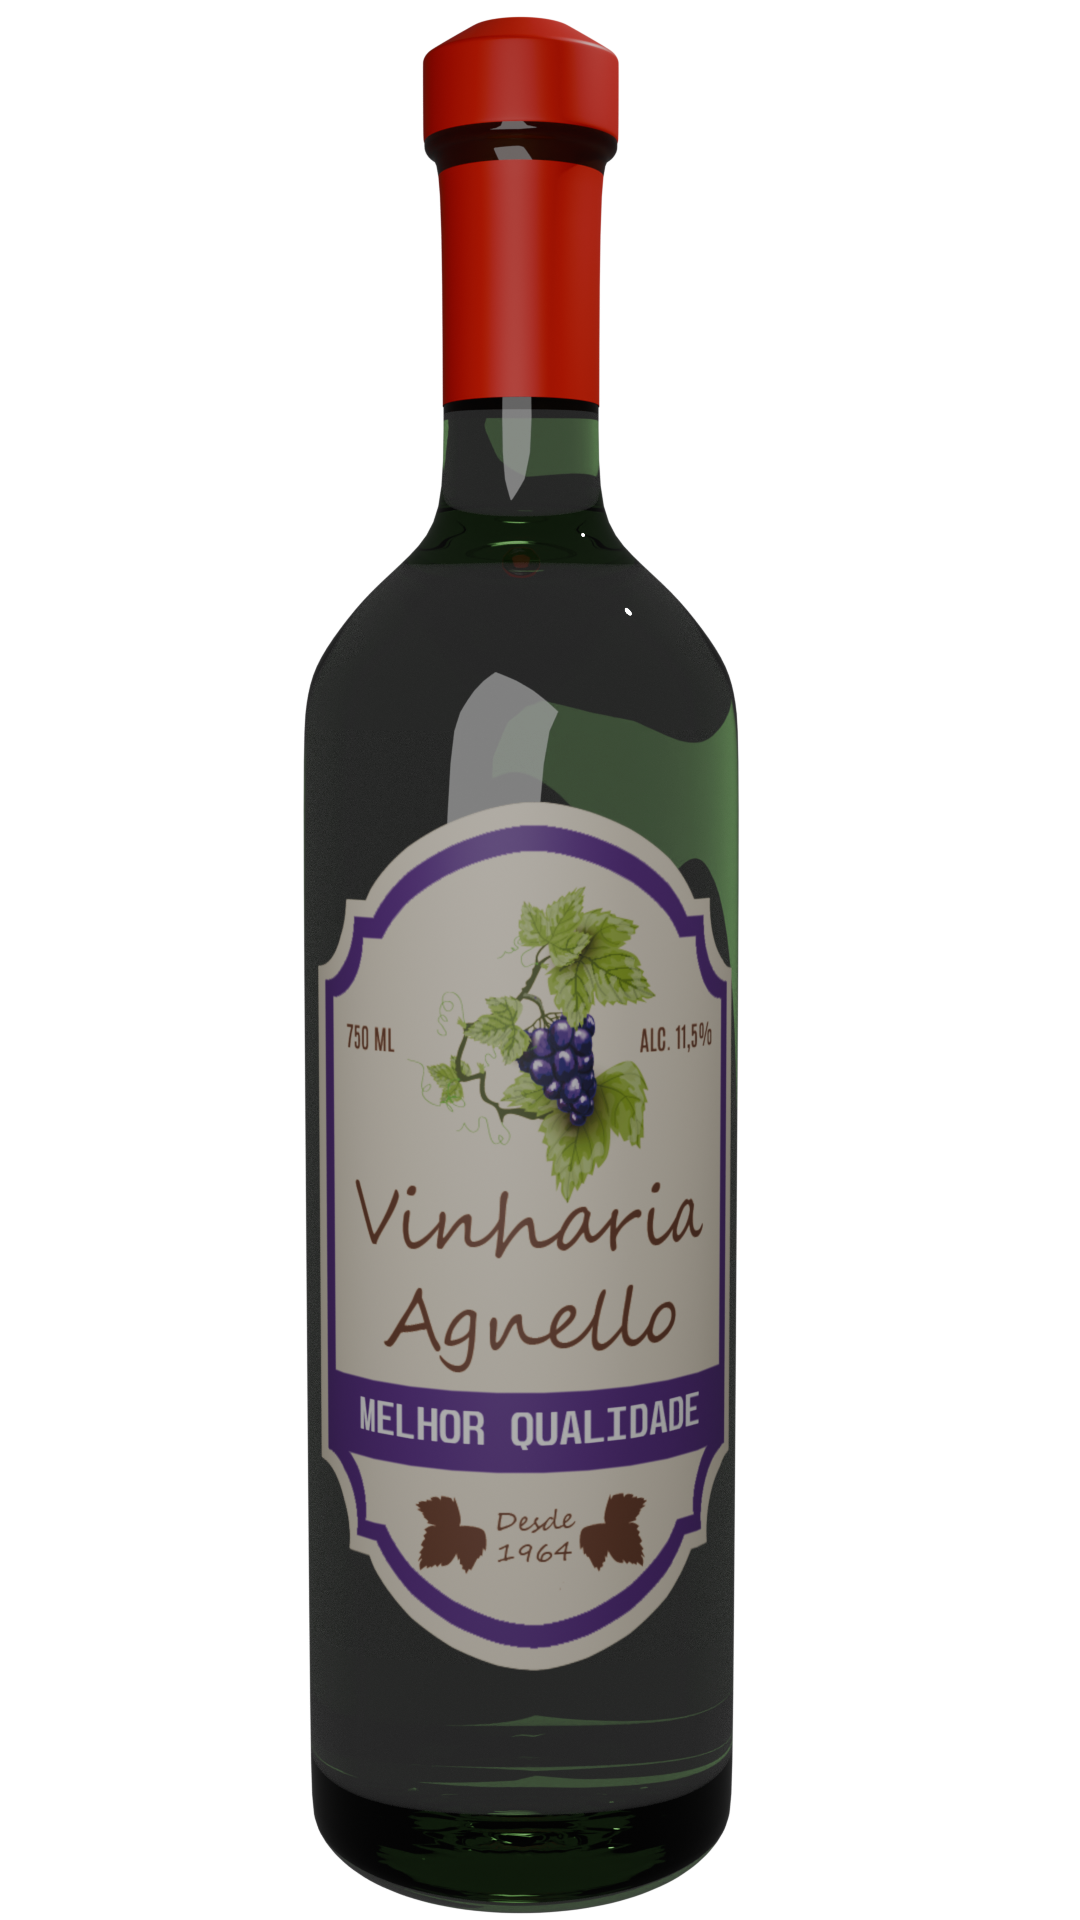 750 ML
ALC. 11,5%
Vinharia
Agnello
MELHOR QUALIDADE
Desde
1964